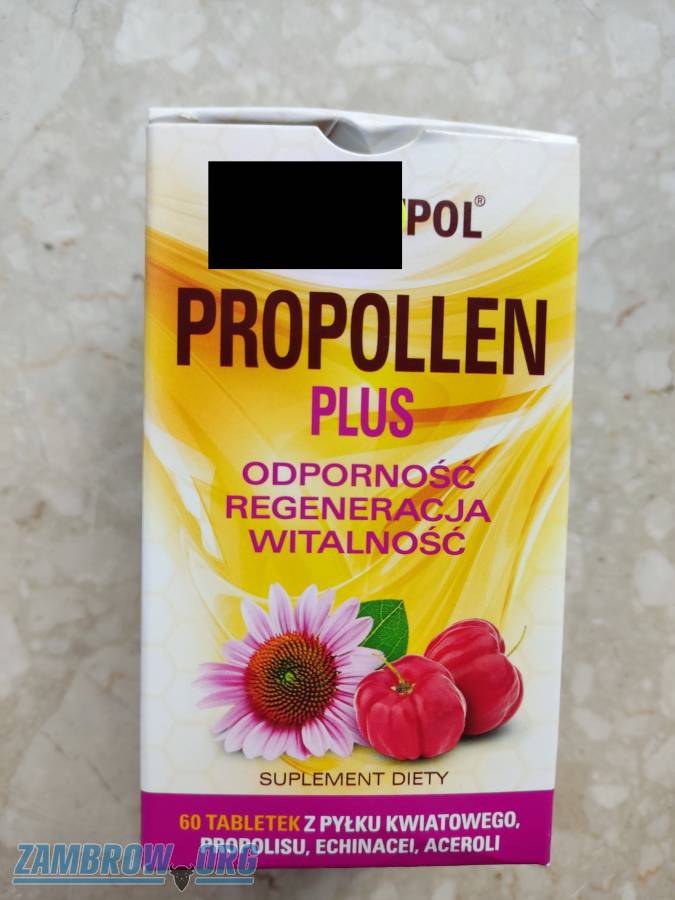 POL®
PROPOLLEN
PLUS
ODPORNOŚĆ
REGENERACJA
WITALNOŚĆ
SUPLEMENT DIETY
60 TABLETEK Z PYŁKU KWIATOWEGO,
PROPOLISU, ECHINACEI, ACEROLI
ZAMBROW.ORG